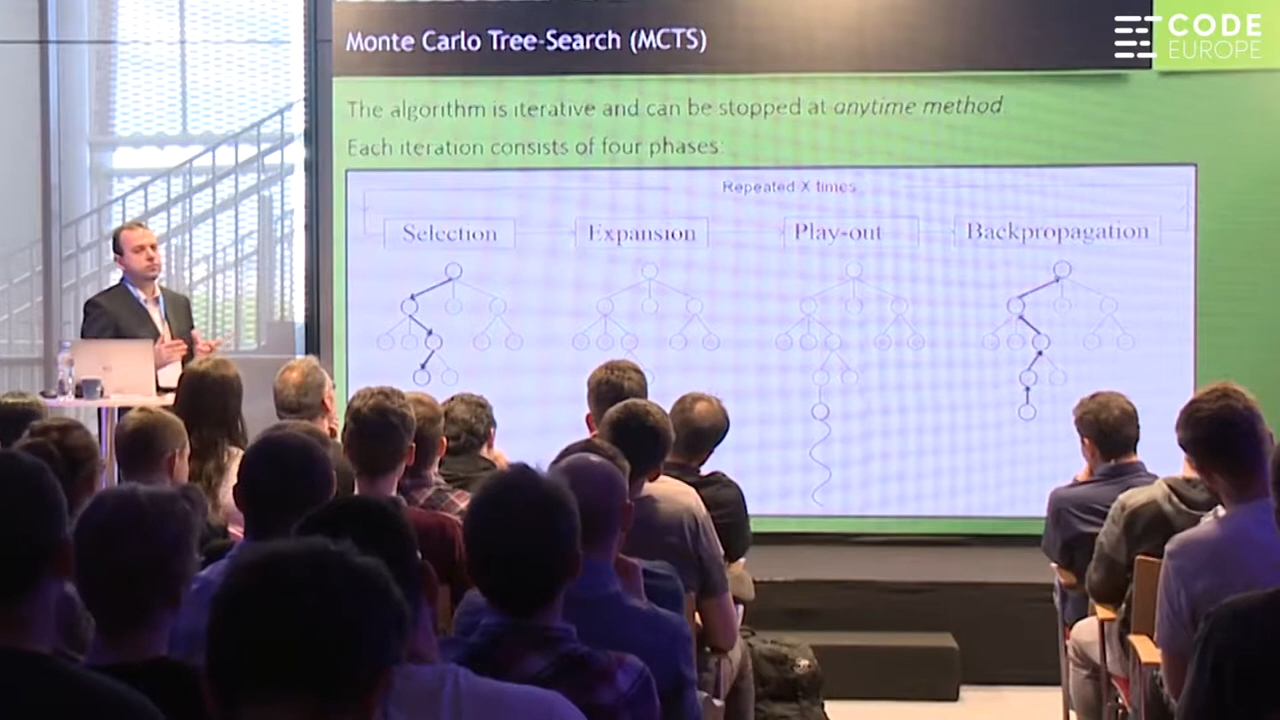 Monte Carlo Tree-Search (MCTS)
CODE
EUROPE
The algorithm is iterative and can be stopped at anytime method.
Each iteration consists of four phases:
Repeated X times
Selection
Expansion
Play-out
Backpropagation